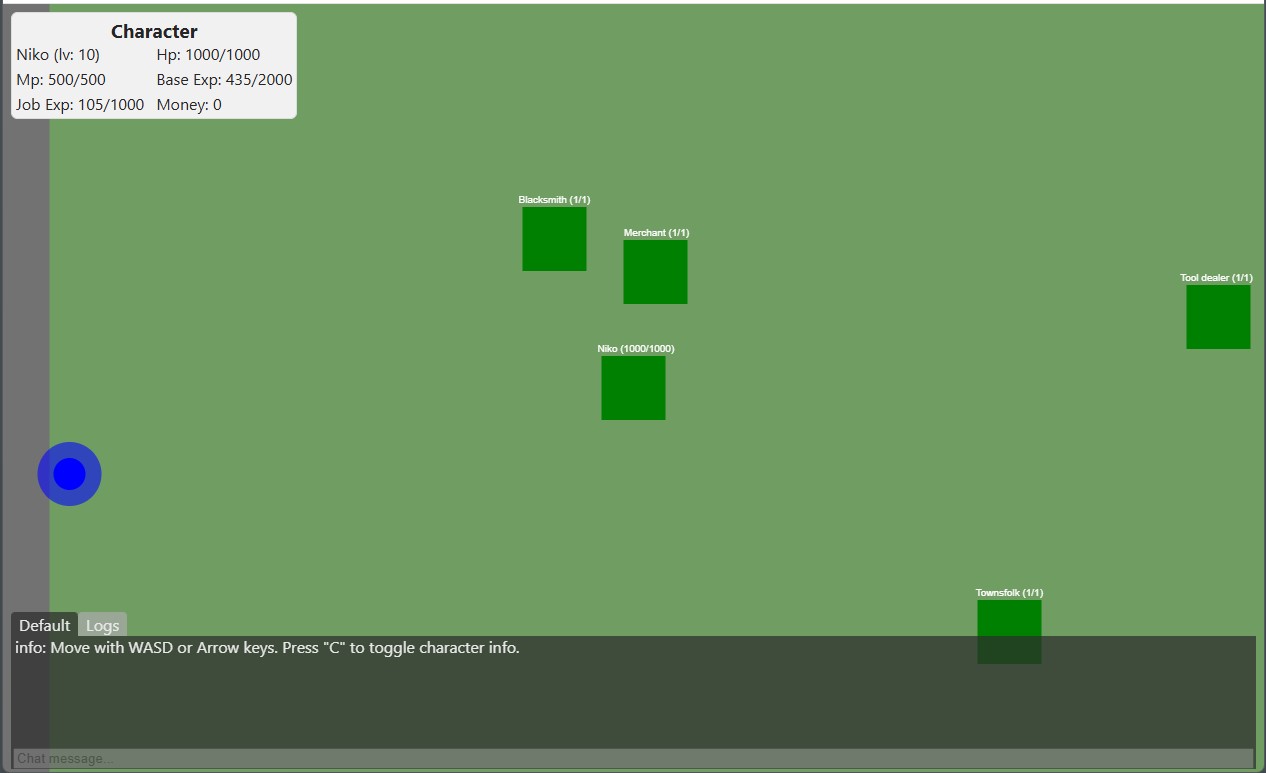 Character
Niko (lv: 10) Hp: 1000/1000
Mp: 500/500 Base Exp: 435/2000
Job Exp: 105/1000 Money: 0
Blacksmith (1/1)
Merchant (1/1)
Tool dealer (1/1)
Niko (1000/1000)
Townsfolk (1/1)
Default Logs
info: Move with WASD or Arrow keys. Press "C" to toggle character info.
Chat message...